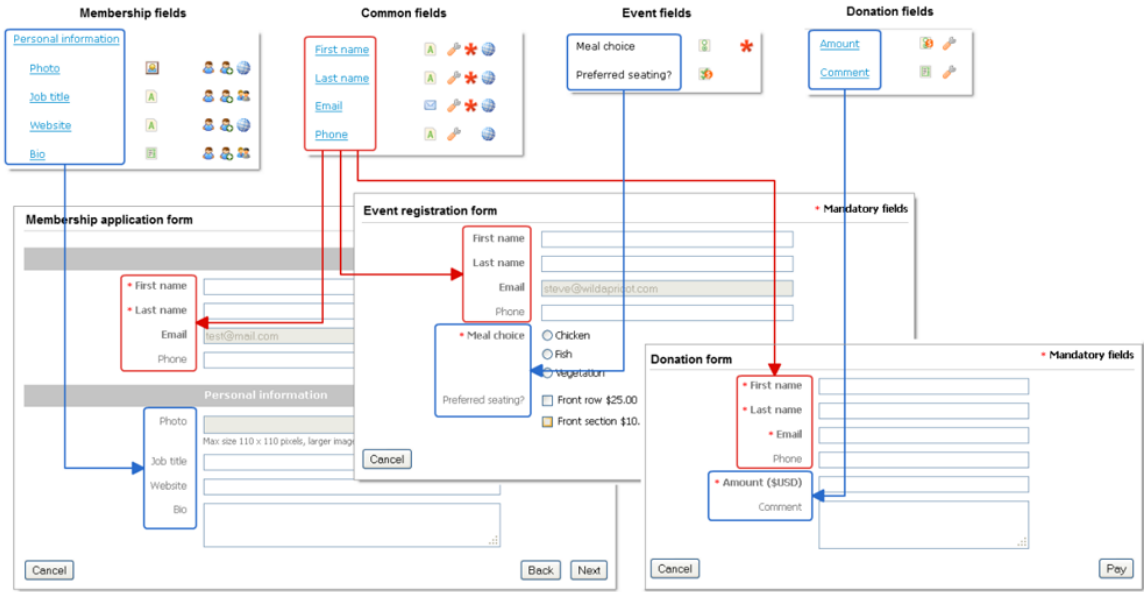 Membership fields
Personal information
Photo
Job title
Website
Bio
Common fields
First name
Last name
Email
Phone
Event fields
Meal choice
Preferred seating?
Donation fields
Amount
Comment
Membership application form
* First name
* Last name
Email
test@mail.com
Phone
Personal information
Photo
Max size 110 x 110 pixels, larger imag
Job title
Website
Bio
Cancel
Back
Next
Event registration form
* Mandatory fields
First name
Last name
Email
steve@wildapricot.com
Phone
* Meal choice
Chicken
Fish
Vegetation
Preferred seating?
Front row $25.00
Front section $10.
Cancel
Donation form
* Mandatory fields
* First name
* Last name
* Email
Phone
* Amount ($USD)
Comment
Cancel
Pay